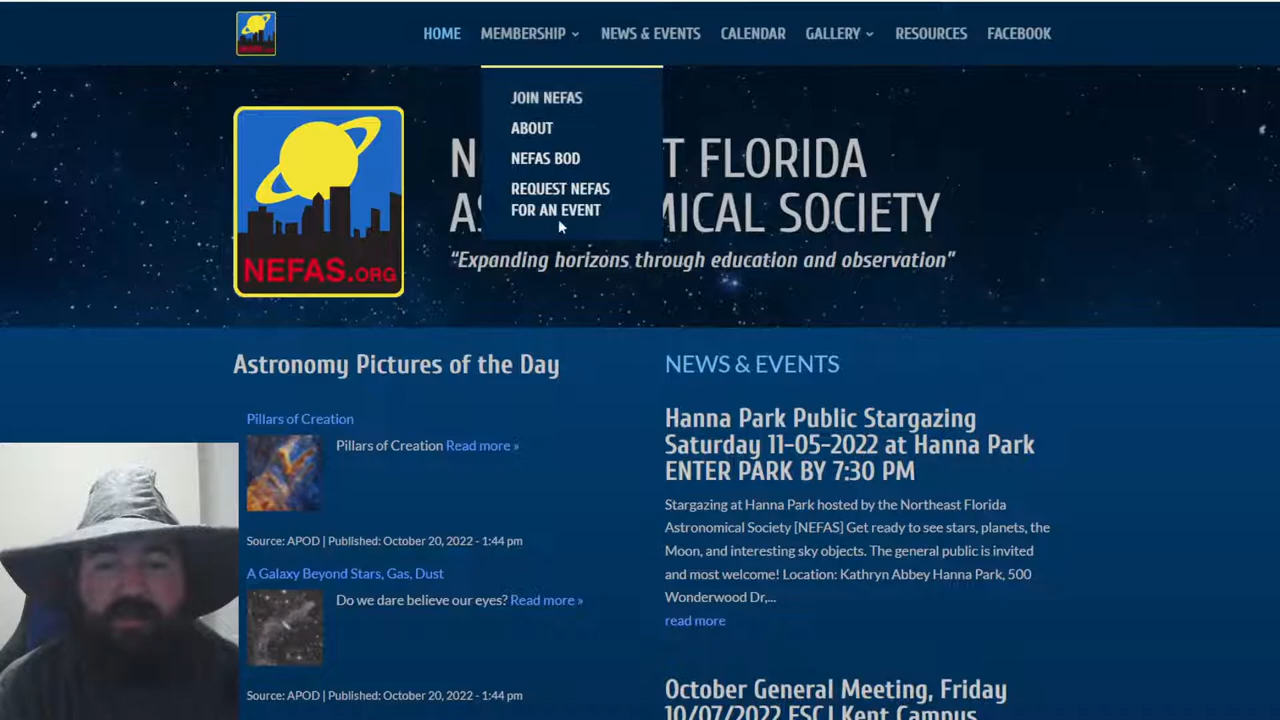 HOME
MEMBERSHIP
NEWS & EVENTS
CALENDAR
GALLERY
RESOURCES
FACEBOOK
JOIN NEFAS
ABOUT
NEFAS BOD
REQUEST NEFAS
FOR AN EVENT
NEFAS.ORG
FLORIDA
SOCIETY
“Expanding horizons through education and observation”
Astronomy Pictures of the Day
Pillars of Creation
Pillars of Creation Read more »
Source: APOD | Published: October 20, 2022 - 1:44 pm
A Galaxy Beyond Stars, Gas, Dust
Do we dare believe our eyes? Read more »
Source: APOD | Published: October 20, 2022 - 1:44 pm
NEWS & EVENTS
Hanna Park Public Stargazing
Saturday 11-05-2022 at Hanna Park
ENTER PARK BY 7:30 PM
Stargazing at Hanna Park hosted by the Northeast Florida
Astronomical Society [NEFAS] Get ready to see stars, planets, the
Moon, and interesting sky objects. The general public is invited
and most welcome! Location: Kathryn Abbey Hanna Park, 500
Wonderwood Dr,...
read more
October General Meeting, Friday
10/07/2022 FSCJ Kent Campus